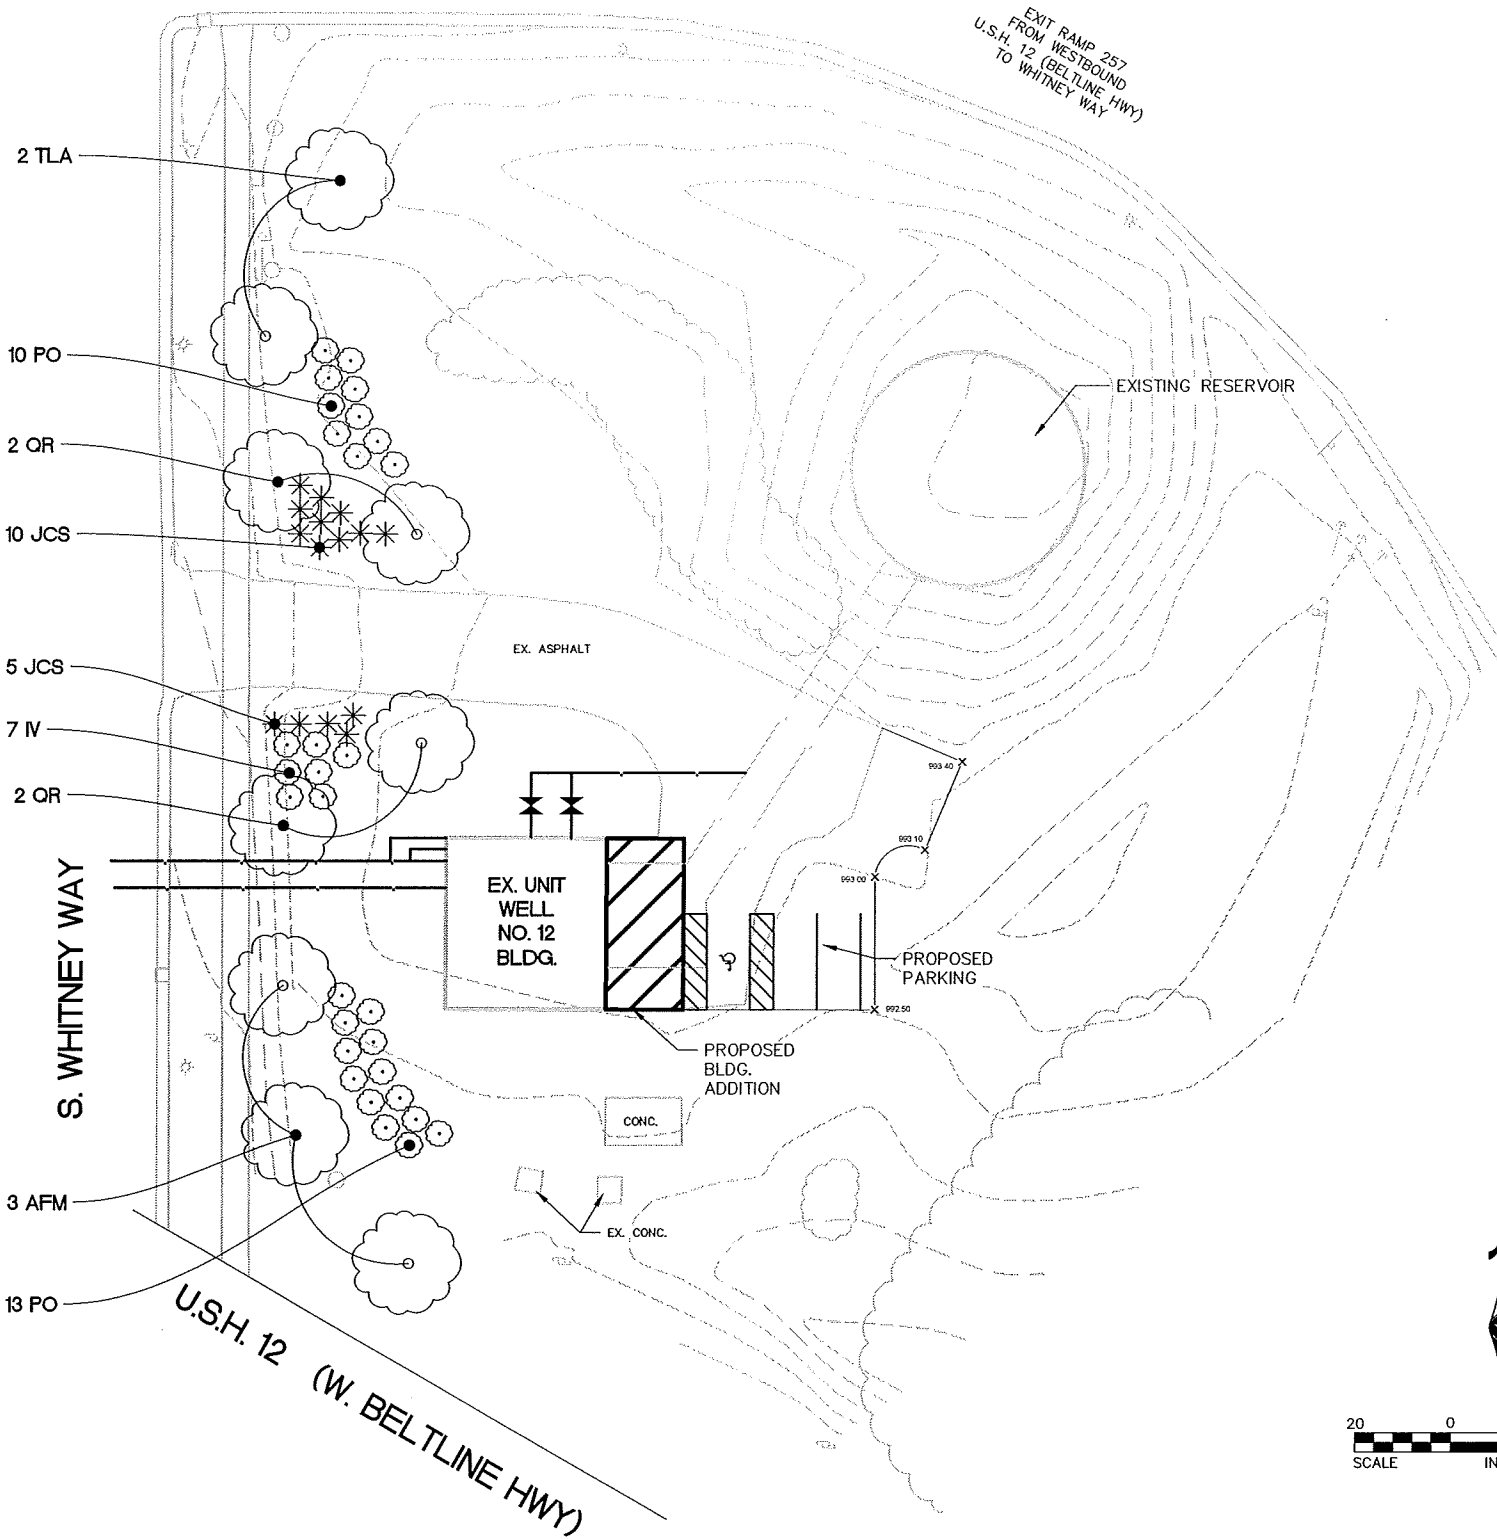 EXIT RAMP 257
FROM WESTBOUND
U.S.H. 12 (BELTLINE HWY)
TO WHITNEY WAY
2 TLA
10 PO
EXISTING RESERVOIR
2 QR
10 JCS
EX. ASPHALT
5 JCS
7 IV
993.40
2 QR
993.10
993.00
S. WHITNEY WAY
EX. UNIT
WELL
NO. 12
BLDG.
PROPOSED
PARKING
992.50
PROPOSED
BLDG.
ADDITION
CONC.
3 AFM
EX. CONC.
13 PO
U.S.H. 12 (W. BELTLINE HWY)
20 0
SCALE IN